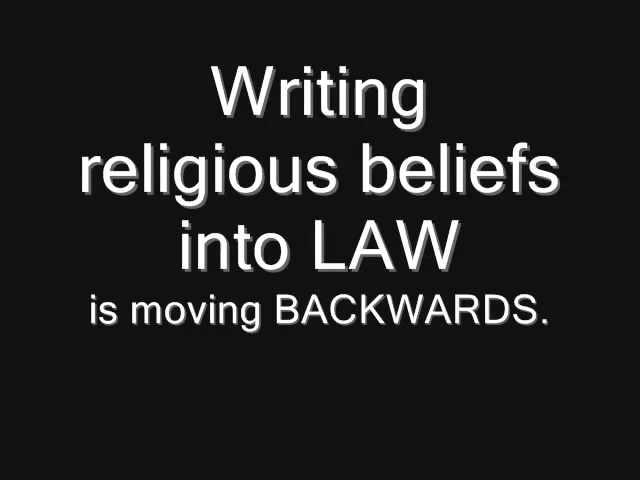 Writing
religious beliefs
into LAW
is moving BACKWARDS.